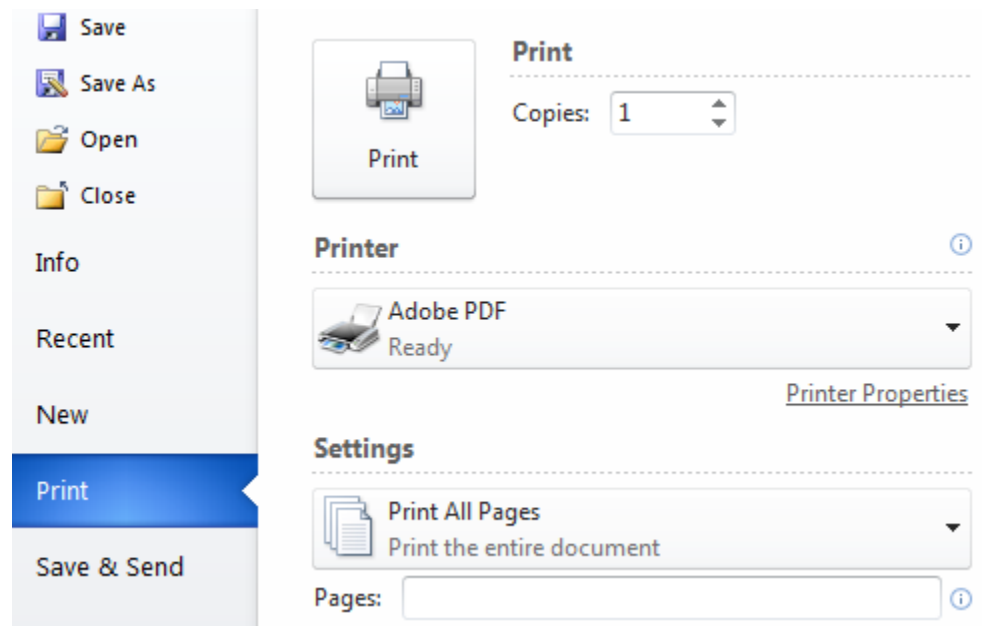 Save
Save As
Open
Close
Info
Recent
New
Print
Save & Send
Print
Print
Copies: 1
Printer
Adobe PDF
Ready
Printer Properties
Settings
Print All Pages
Print the entire document
Pages: